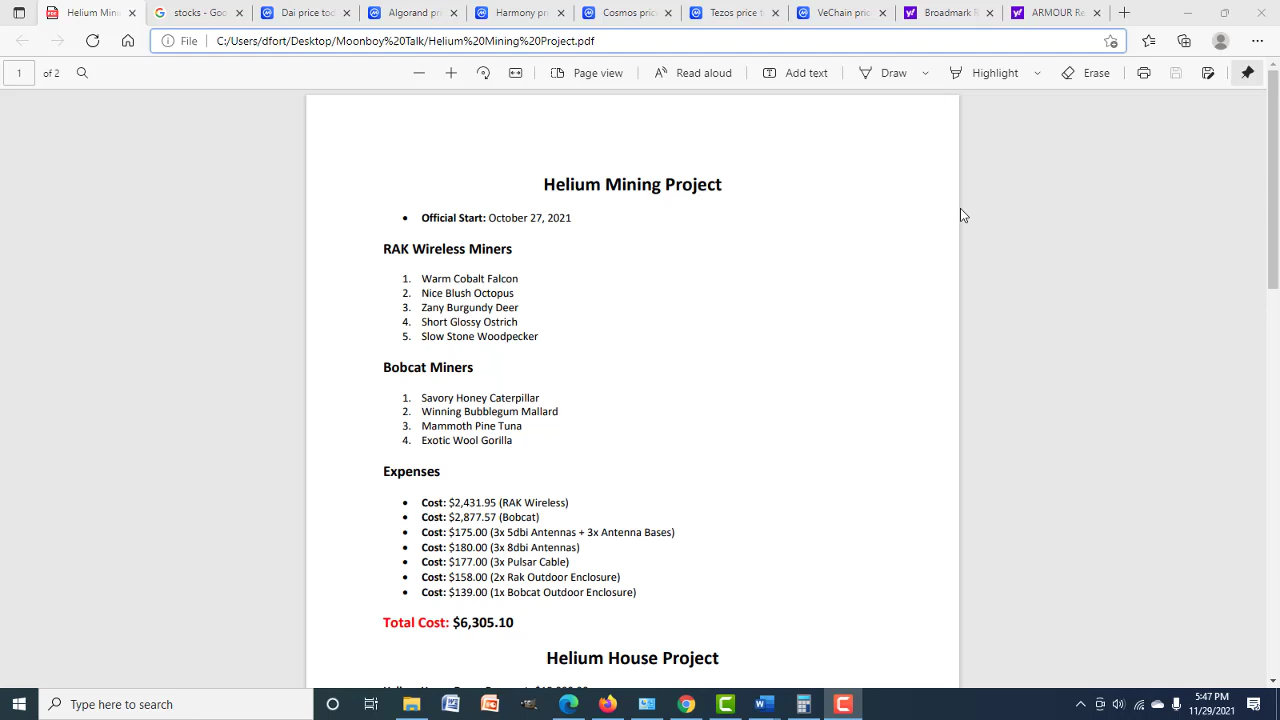 Helium Mini
stocks - Goo
Dai price tod
Algorand pr
Harmony pr
Cosmos pric
Tezos price t
VeChain pric
Broadmark R
ARMOUR Re
File C:/Users/dfort/Desktop/Moonboy%20Talk/Helium%20Mining%20Project.pdf
1 of 2 Page view Read aloud Add text Draw Highlight Erase
Helium Mining Project
• Official Start: October 27, 2021
RAK Wireless Miners
1. Warm Cobalt Falcon
2. Nice Blush Octopus
3. Zany Burgundy Deer
4. Short Glossy Ostrich
5. Slow Stone Woodpecker
Bobcat Miners
1. Savory Honey Caterpillar
2. Winning Bubblegum Mallard
3. Mammoth Pine Tuna
4. Exotic Wool Gorilla
Expenses
• Cost: $2,431.95 (RAK Wireless)
• Cost: $2,877.57 (Bobcat)
• Cost: $175.00 (3x 5dbi Antennas + 3x Antenna Bases)
• Cost: $180.00 (3x 8dbi Antennas)
• Cost: $177.00 (3x Pulsar Cable)
• Cost: $158.00 (2x Rak Outdoor Enclosure)
• Cost: $139.00 (1x Bobcat Outdoor Enclosure)
Total Cost: $6,305.10
Helium House Project
Type here to search
5:47 PM
11/29/2021